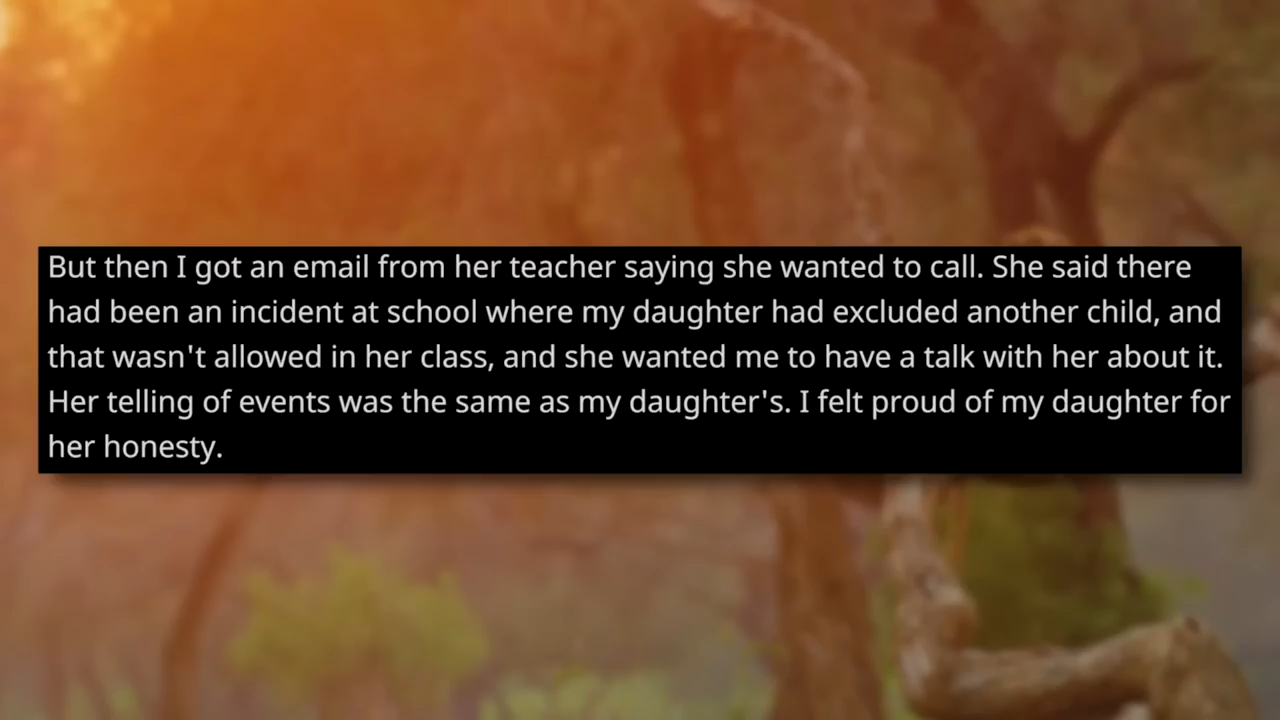 But then I got an email from her teacher saying she wanted to call. She said there
had been an incident at school where my daughter had excluded another child, and
that wasn't allowed in her class, and she wanted me to have a talk with her about it.
Her telling of events was the same as my daughter's. I felt proud of my daughter for
her honesty.